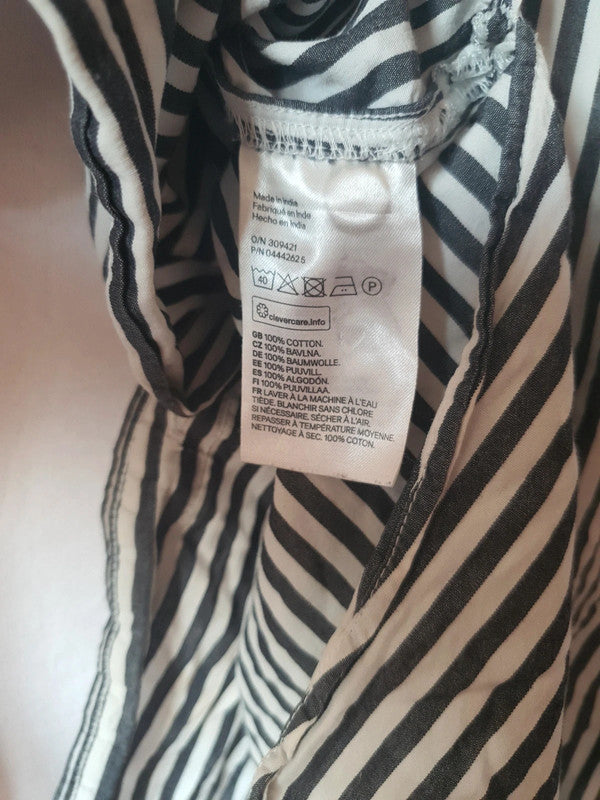 Made in India
Fabriqué en Inde
Hecho en India
O/N 309421
P/N 04442625
40 P
clevercare.info
GB 100% COTTON.
CZ 100% BAVLNA.
DE 100% BAUMWOLLE.
EE 100% PUUVILL.
ES 100% ALGODÓN.
FI 100% PUUVILLAA.
FR LAVER À LA MACHINE À L'EAU
TIÈDE. BLANCHIR SANS CHLORE
SI NÉCESSAIRE. SÉCHER À L'AIR.
REPASSER À TEMPÉRATURE MOYENNE.
NETTOYAGE À SEC. 100% COTON.